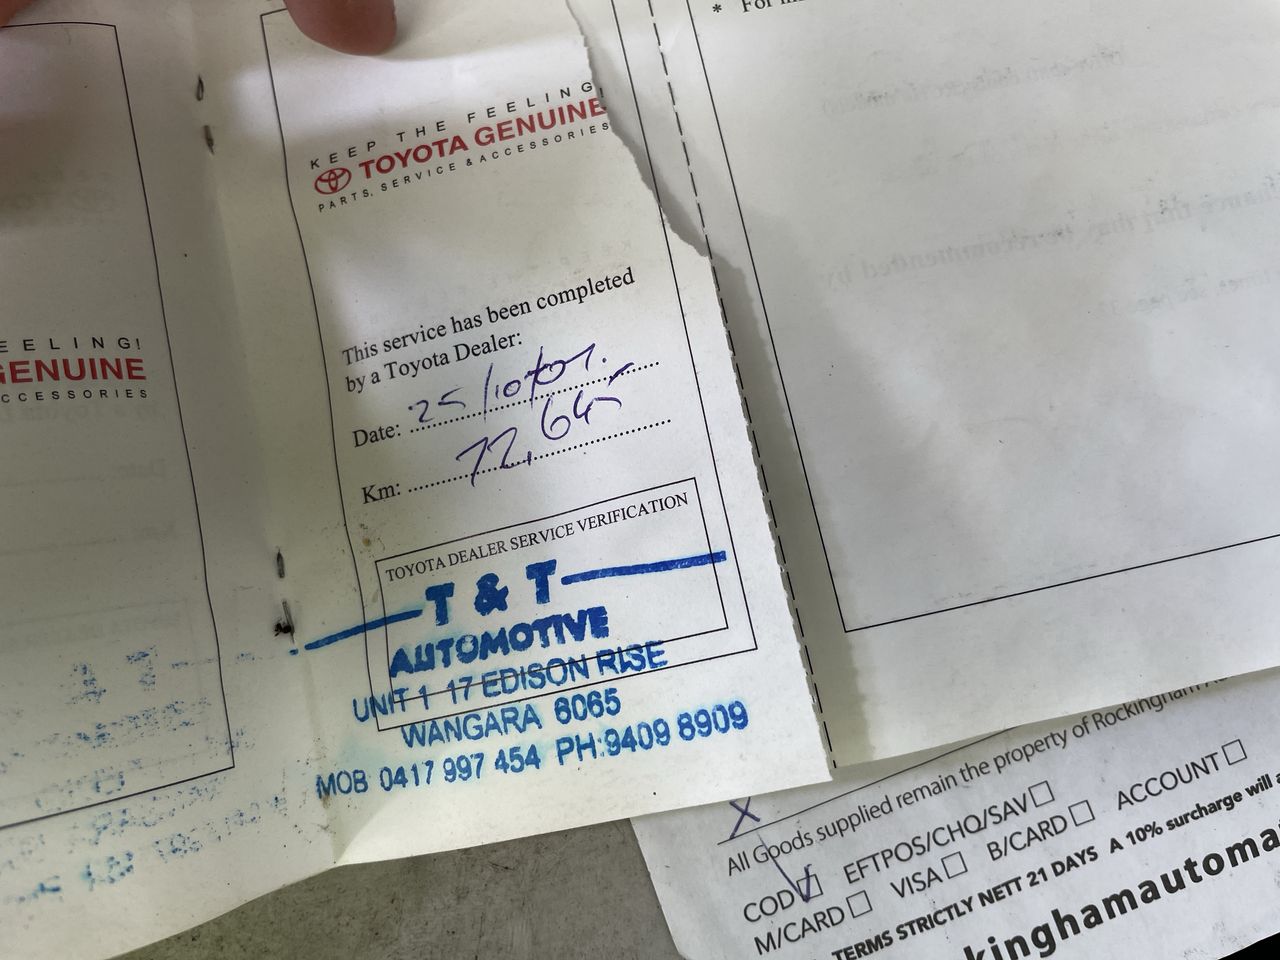 * For
KEEP THE FEELING!
TOYOTA GENUINE
PARTS, SERVICE & ACCESSORIES
EELING!
GENUINE
CCESSORIES
This service has been completed
by a Toyota Dealer:
Date: 25/10/07.
Km: 72,645
TOYOTA DEALER SERVICE VERIFICATION
T & T
AUTOMOTIVE
UNIT 1 17 EDISON RISE
WANGARA 6065
MOB 0417 997 454 PH:9409 8909
X
All Goods supplied remain the property of Rockingham
COD EFTPOS/CHQ/SAV
M/CARD VISA B/CARD ACCOUNT
TERMS STRICTLY NETT 21 DAYS A 10% surcharge will
kinghamautoma